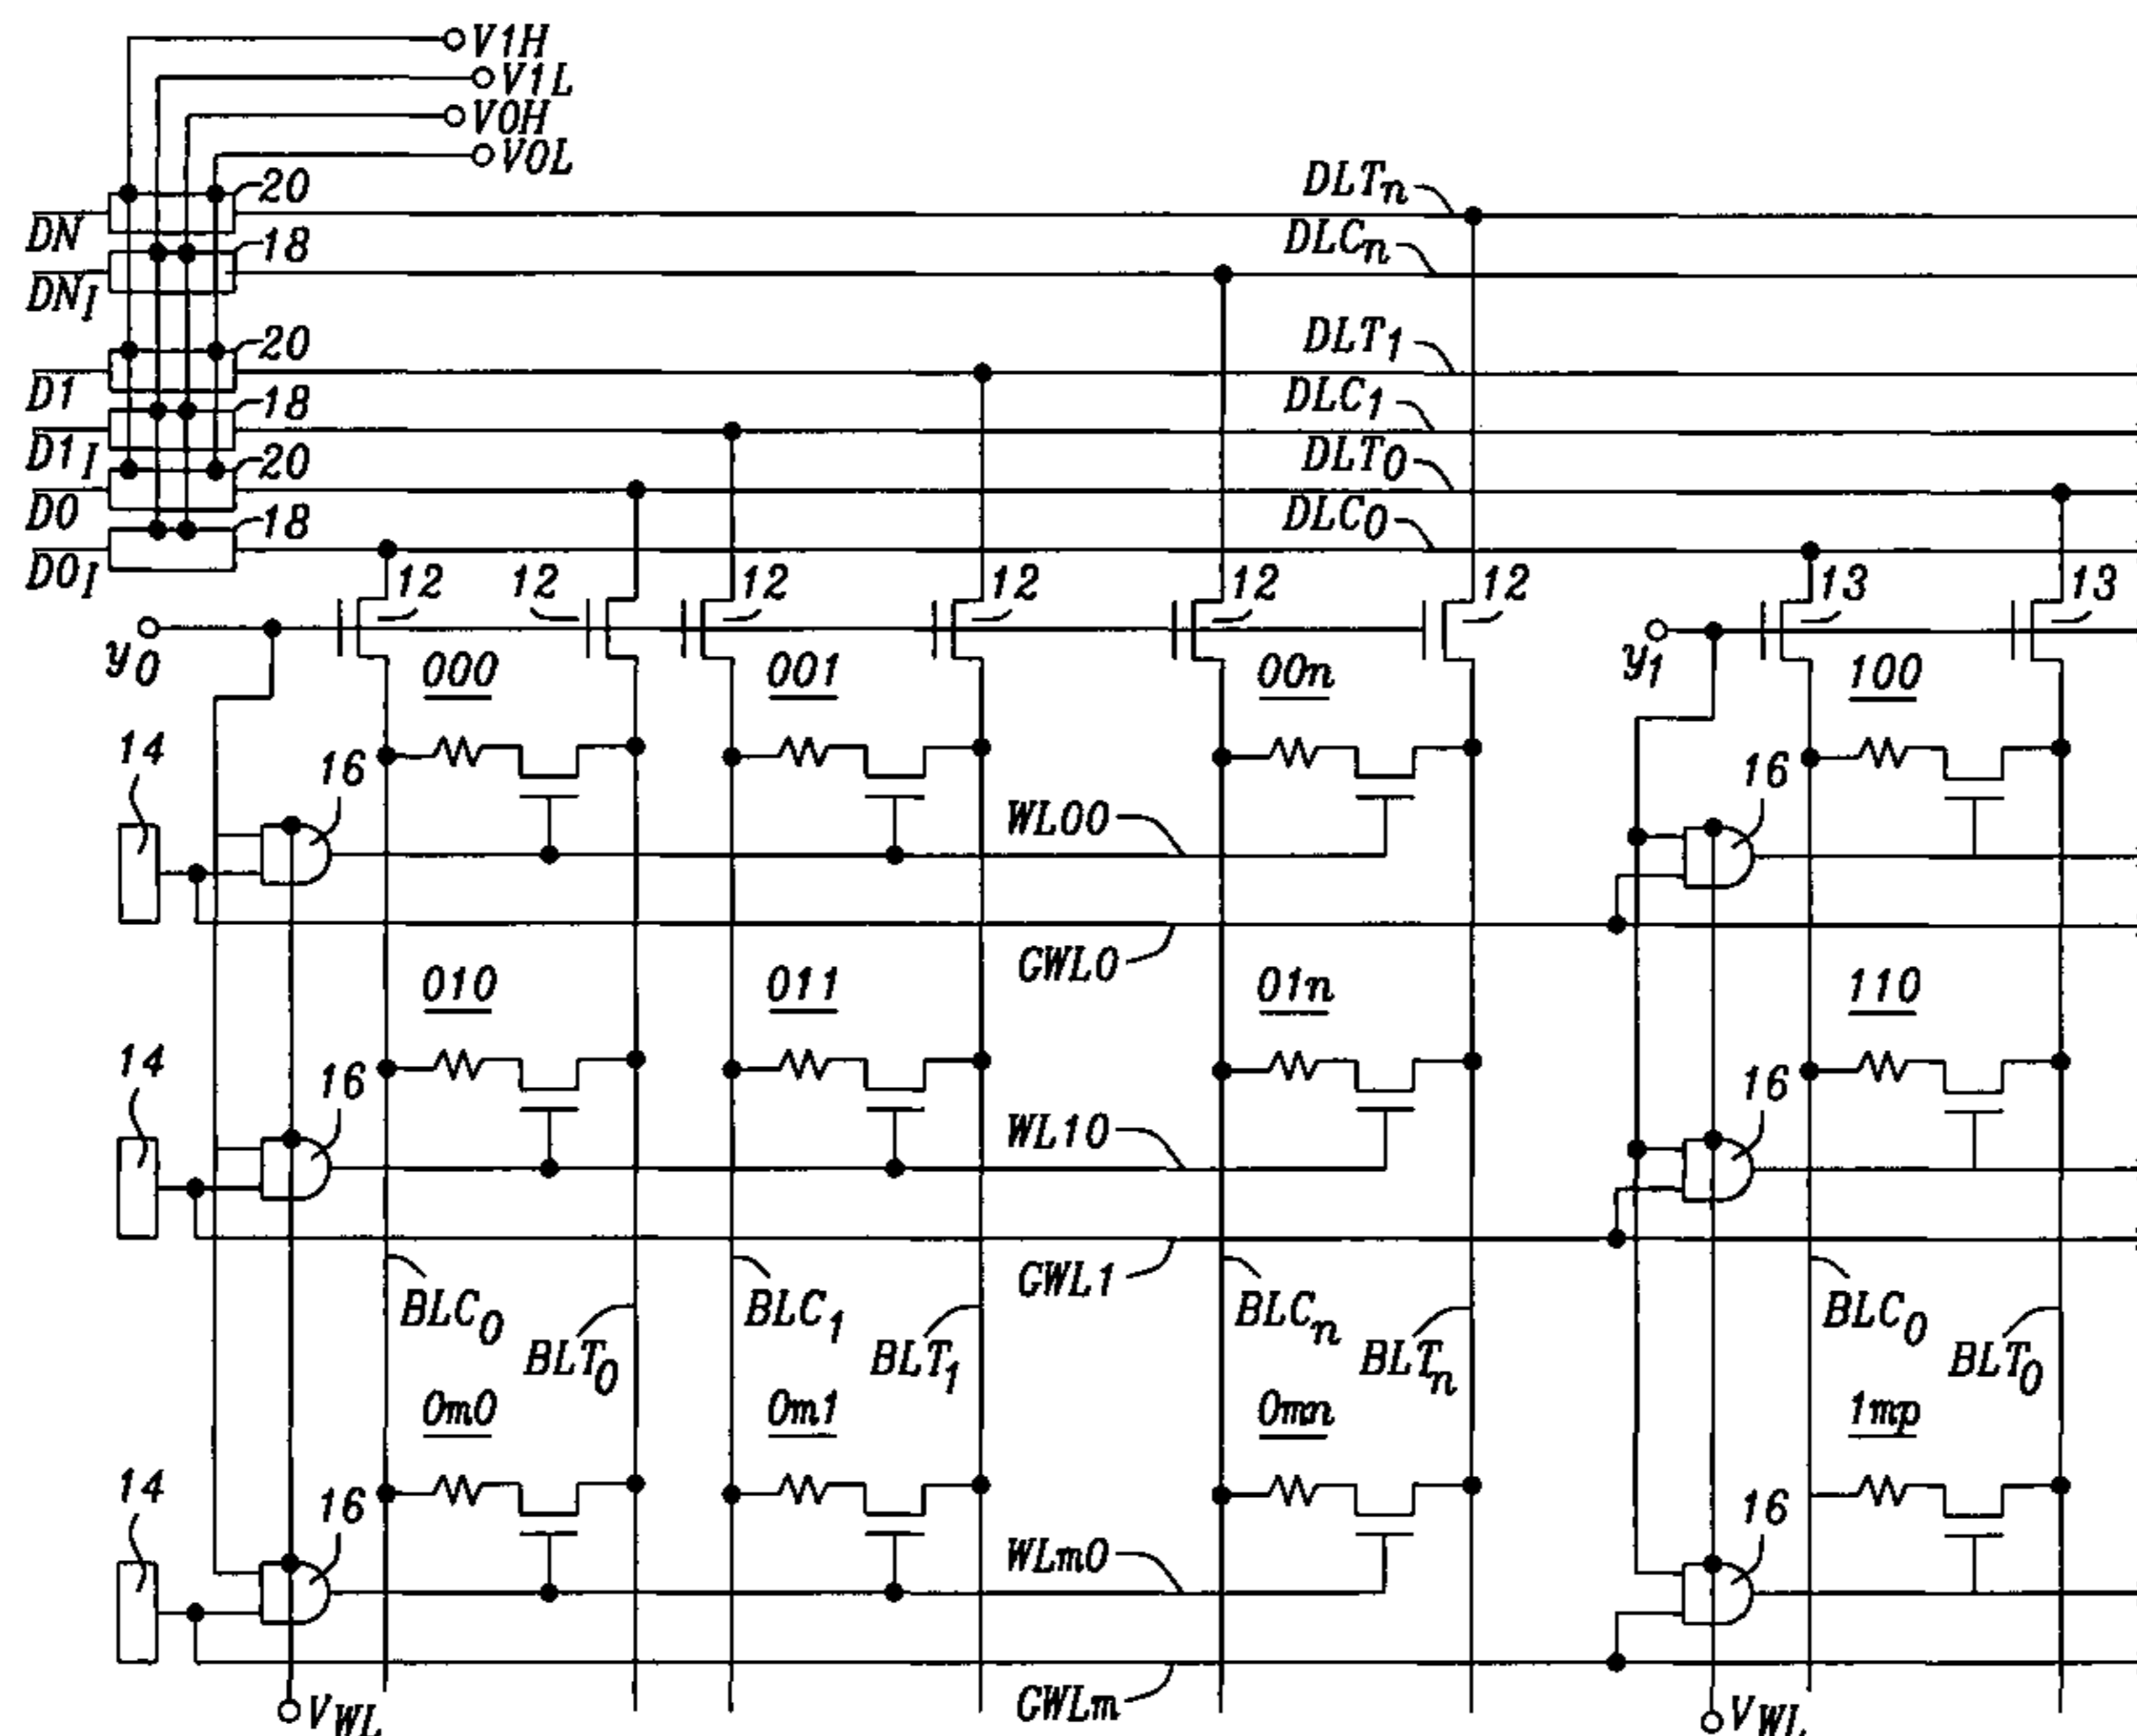 V1H
V1L
V0H
V0L
20
DLTn
DN
18
DLCn
DNI
20
DLT1
D1
18
DLC1
D1I
20
DLT0
D0
18
DLC0
D0I
12 12 12 12 12 12 13 13
y0 000 001 00n y1 100
14 16 WL00 16
GWL0
010 011 01n 110
14 16 WL10 16
GWL1
BLC0 BLC1 BLCn BLC0
BLT0 BLT1 BLTn BLT0
0m0 0m1 0mn 1mp
14 16 WLm0 16
GWLm
VWL VWL